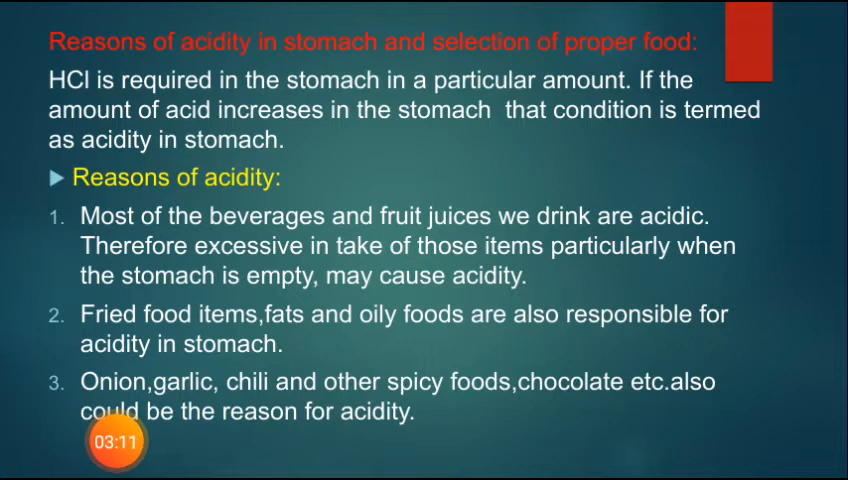 Reasons of acidity in stomach and selection of proper food:
HCl is required in the stomach in a particular amount. If the
amount of acid increases in the stomach that condition is termed
as acidity in stomach.
Reasons of acidity:
1. Most of the beverages and fruit juices we drink are acidic.
Therefore excessive in take of those items particularly when
the stomach is empty, may cause acidity.
2. Fried food items,fats and oily foods are also responsible for
acidity in stomach.
3. Onion,garlic, chili and other spicy foods,chocolate etc.also
could be the reason for acidity.
03:11